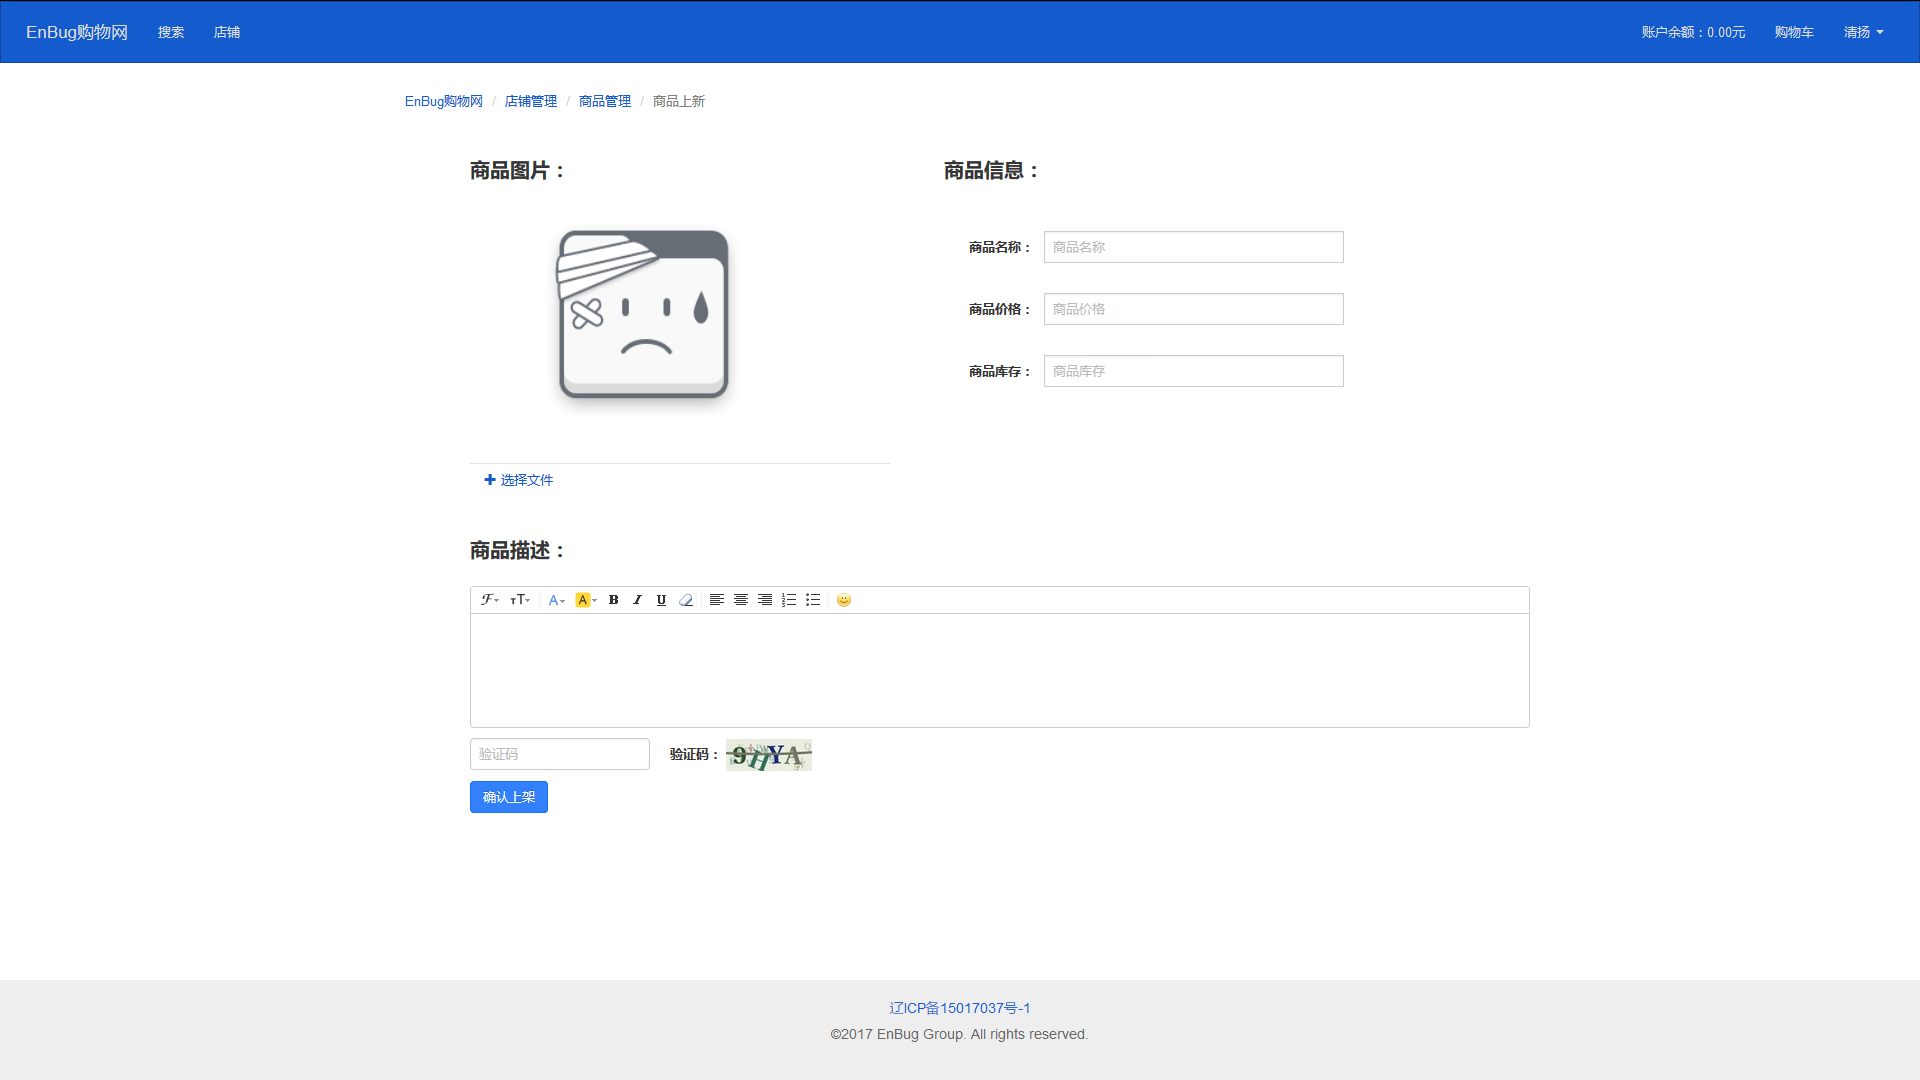 EnBug购物网 搜索 店铺 账户余额：0.00元 购物车 清扬
EnBug购物网 / 店铺管理 / 商品管理 / 商品上新
商品图片：
商品信息：
商品名称： 商品名称
商品价格： 商品价格
商品库存： 商品库存
选择文件
商品描述：
验证码 验证码： 9HYA
确认上架
辽ICP备15017037号-1
©2017 EnBug Group. All rights reserved.